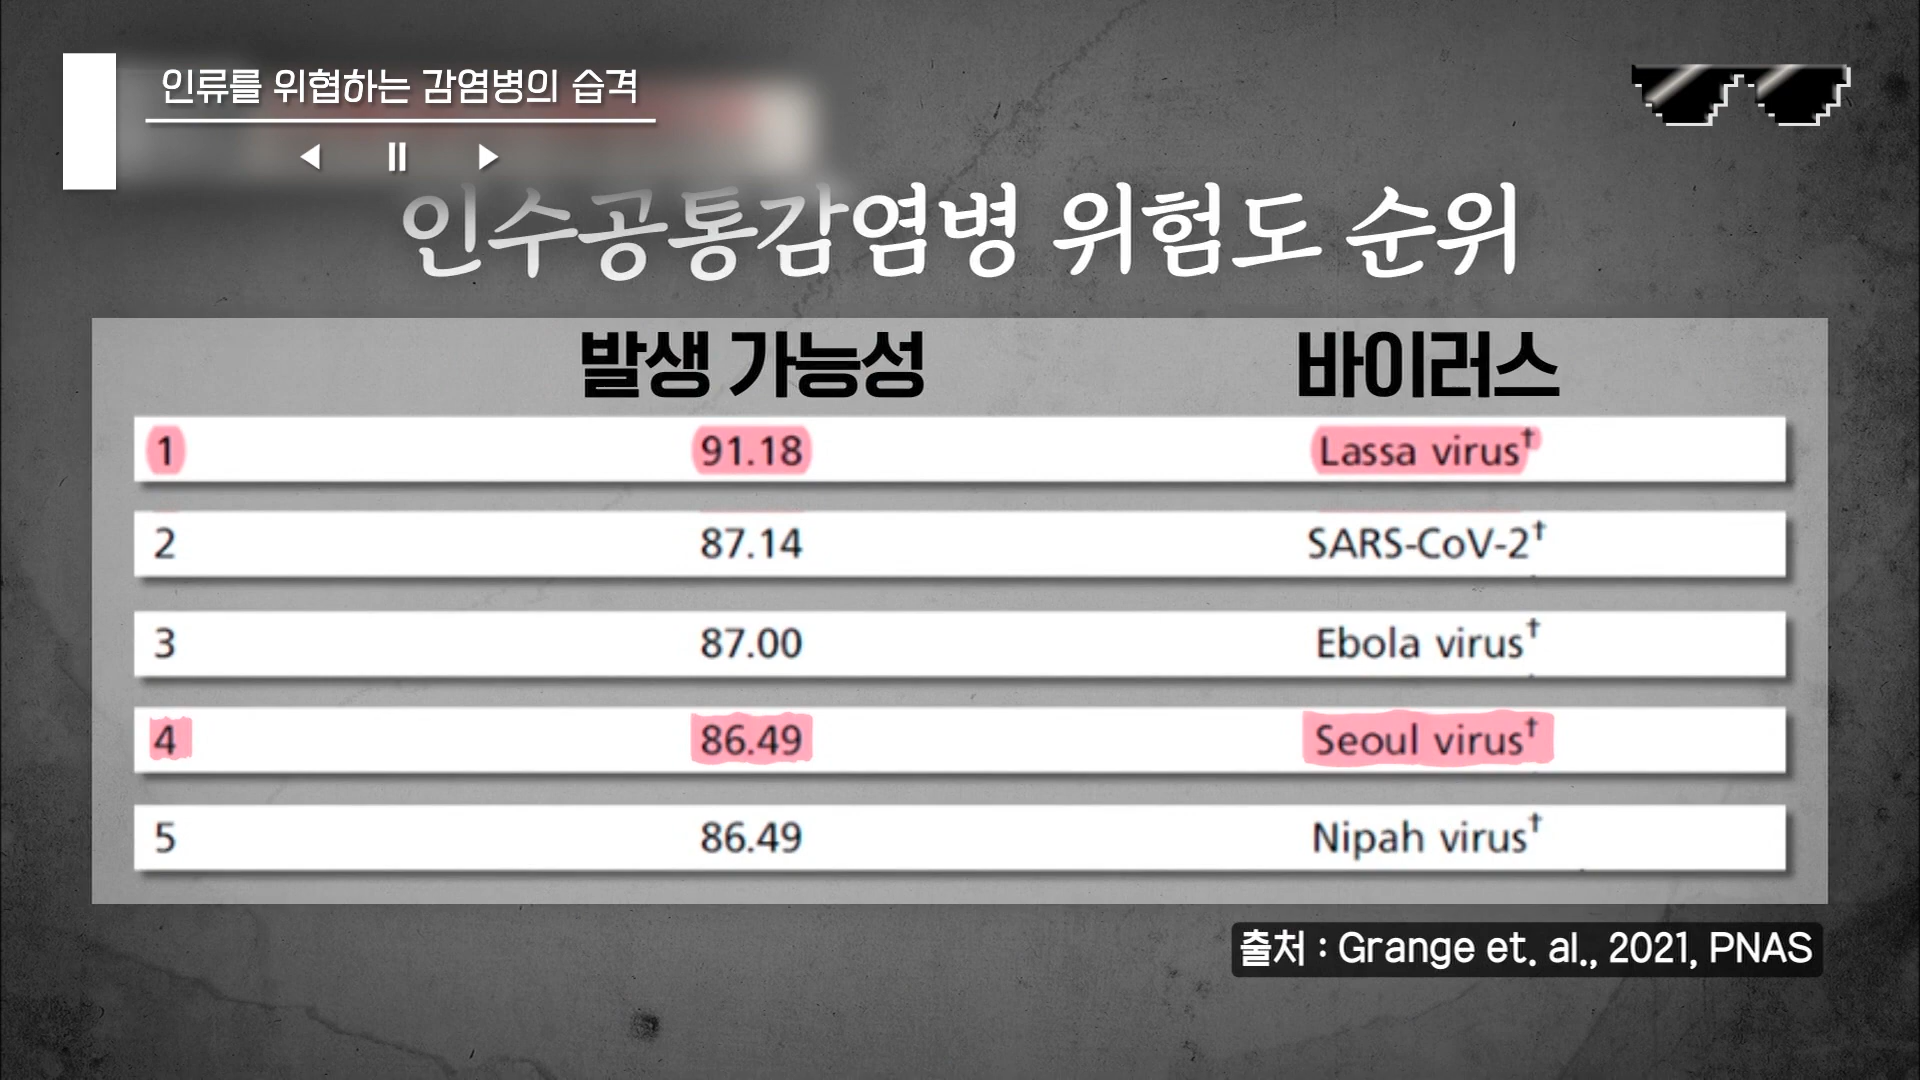 인류를 위협하는 감염병의 습격
인수공통감염병 위험도 순위
발생 가능성 바이러스
1 91.18 Lassa virus†
2 87.14 SARS-CoV-2†
3 87.00 Ebola virus†
4 86.49 Seoul virus†
5 86.49 Nipah virus†
출처 : Grange et. al., 2021, PNAS